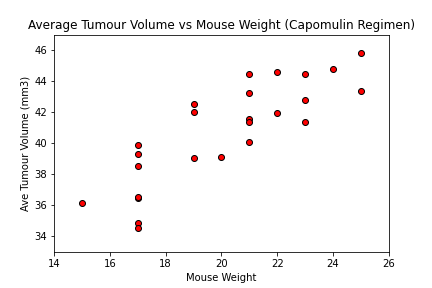 Average Tumour Volume vs Mouse Weight (Capomulin Regimen)
46
44
42
40
38
36
34
Ave Tumour Volume (mm3)
14 16 18 20 22 24 26
Mouse Weight